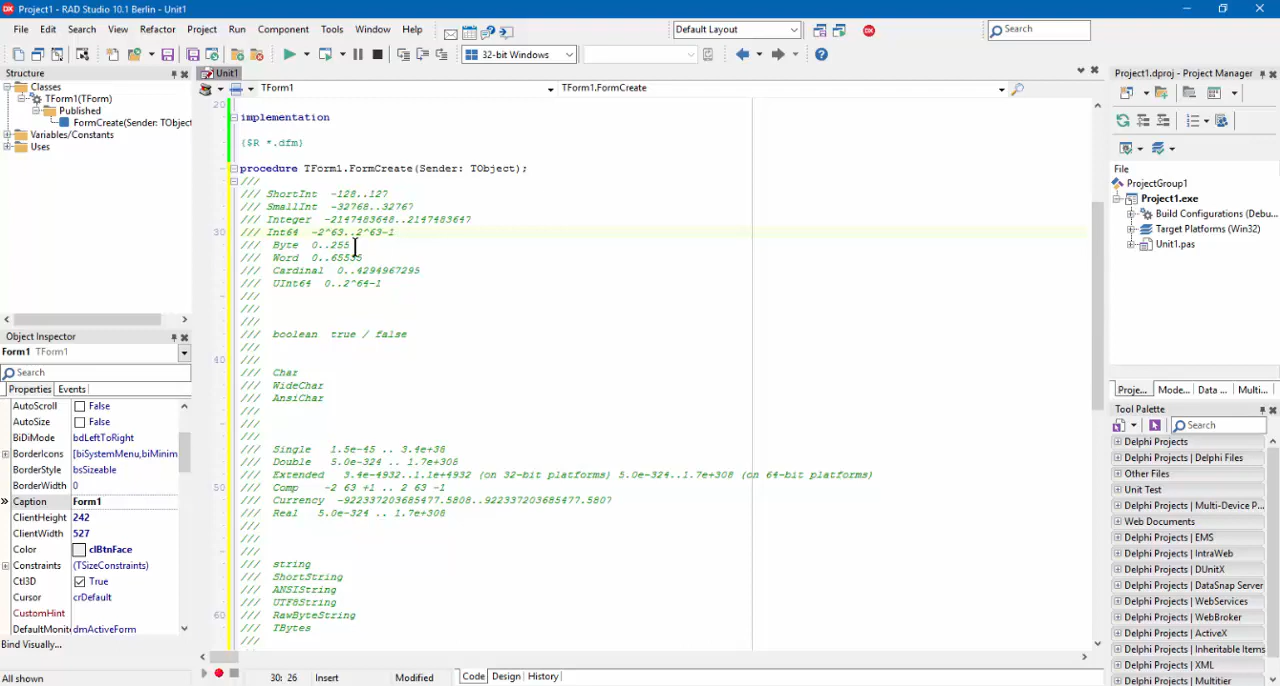 Project1 - RAD Studio 10.1 Berlin - Unit1
File Edit Search View Refactor Project Run Component Tools Window Help
Default Layout
Search
32-bit Windows
Structure
Classes
TForm1(TForm)
Published
FormCreate(Sender: TObject
Variables/Constants
Uses
Object Inspector
Form1 TForm1
Search
Properties Events
AutoScroll False
AutoSize False
BiDiMode bdLeftToRight
BorderIcons [biSystemMenu,biMinim
BorderStyle bsSizeable
BorderWidth 0
Caption Form1
ClientHeight 242
ClientWidth 527
Color clBtnFace
Constraints (TSizeConstraints)
Ctl3D True
Cursor crDefault
CustomHint
DefaultMonit dmActiveForm
Bind Visually...
All shown
Unit1
TForm1 TForm1.FormCreate
20
implementation
{$R *.dfm}
procedure TForm1.FormCreate(Sender: TObject);
///
/// ShortInt -128..127
/// SmallInt -32768..32767
/// Integer -2147483648..2147483647
30 /// Int64 -2^63..2^63-1
/// Byte 0..255
/// Word 0..65535
/// Cardinal 0..4294967295
/// UInt64 0..2^64-1
///
///
///
/// boolean true / false
///
40 ///
/// Char
/// WideChar
/// AnsiChar
///
///
///
/// Single 1.5e-45 .. 3.4e+38
/// Double 5.0e-324 .. 1.7e+308
/// Extended 3.4e-4932..1.1e+4932 (on 32-bit platforms) 5.0e-324..1.7e+308 (on 64-bit platforms)
50 /// Comp -2 63 +1 .. 2 63 -1
/// Currency -922337203685477.5808..922337203685477.5807
/// Real 5.0e-324 .. 1.7e+308
///
///
///
/// string
/// ShortString
/// ANSIString
/// UTF8String
60 /// RawByteString
/// TBytes
///
30: 26 Insert Modified Code Design History
Project1.dproj - Project Manager
File
ProjectGroup1
Project1.exe
Build Configurations (Debu...
Target Platforms (Win32)
Unit1.pas
Proje... Mode... Data ... Multi...
Tool Palette
Search
Delphi Projects
Delphi Projects | Delphi Files
Other Files
Unit Test
Delphi Projects | Multi-Device P...
Web Documents
Delphi Projects | EMS
Delphi Projects | IntraWeb
Delphi Projects | DUnitX
Delphi Projects | DataSnap Server
Delphi Projects | WebServices
Delphi Projects | WebBroker
Delphi Projects | ActiveX
Delphi Projects | Inheritable Items
Delphi Projects | XML
Delphi Projects | Multitier